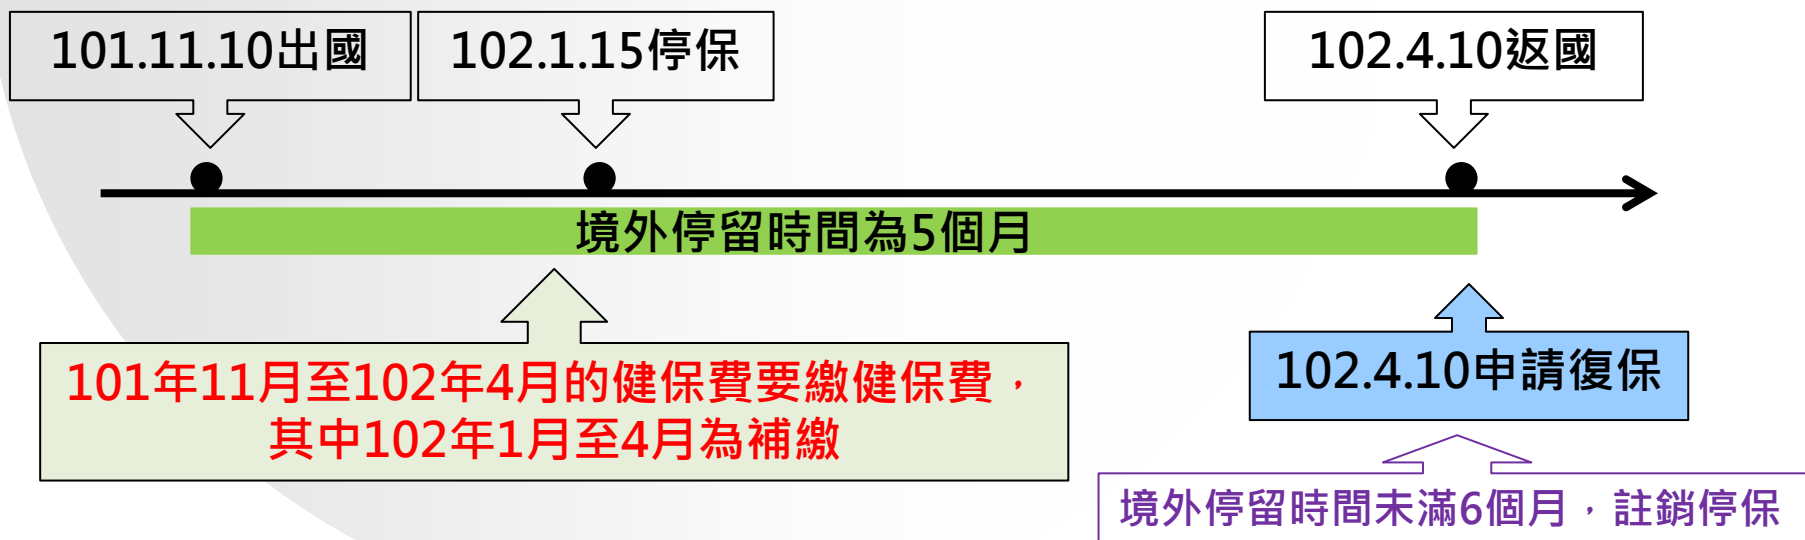 101.11.10出國
102.1.15停保
102.4.10返國
境外停留時間為5個月
101年11月至102年4月的健保費要繳健保費，
其中102年1月至4月為補繳
102.4.10申請復保
境外停留時間未滿6個月，註銷停保